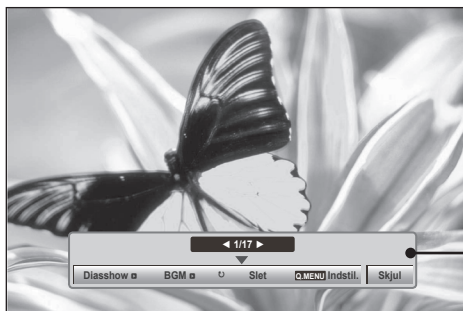 ◀ 1/17 ▶
Diasshow BGM ↻ Slet Q.MENU Indstil. Skjul